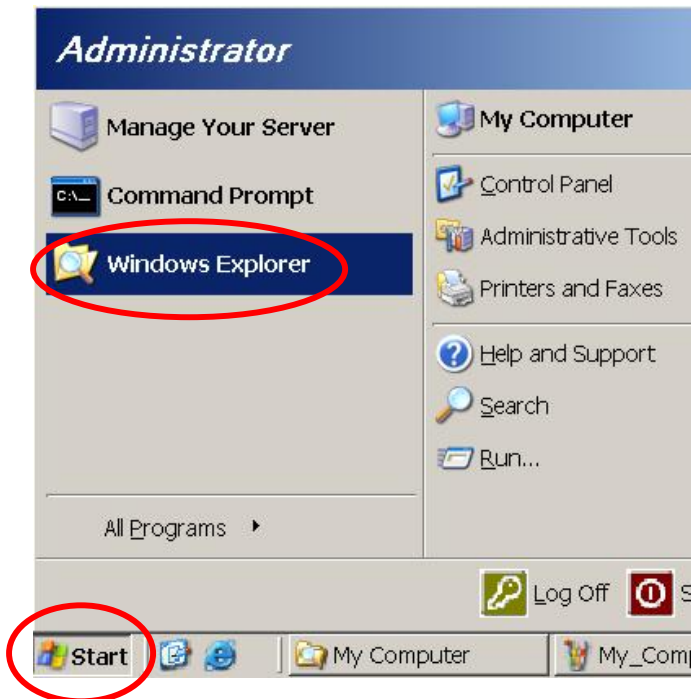 Administrator
Manage Your Server
C:\_ Command Prompt
Windows Explorer
All Programs
My Computer
Control Panel
Administrative Tools
Printers and Faxes
Help and Support
Search
Run...
Log Off S
Start My Computer My_Comp